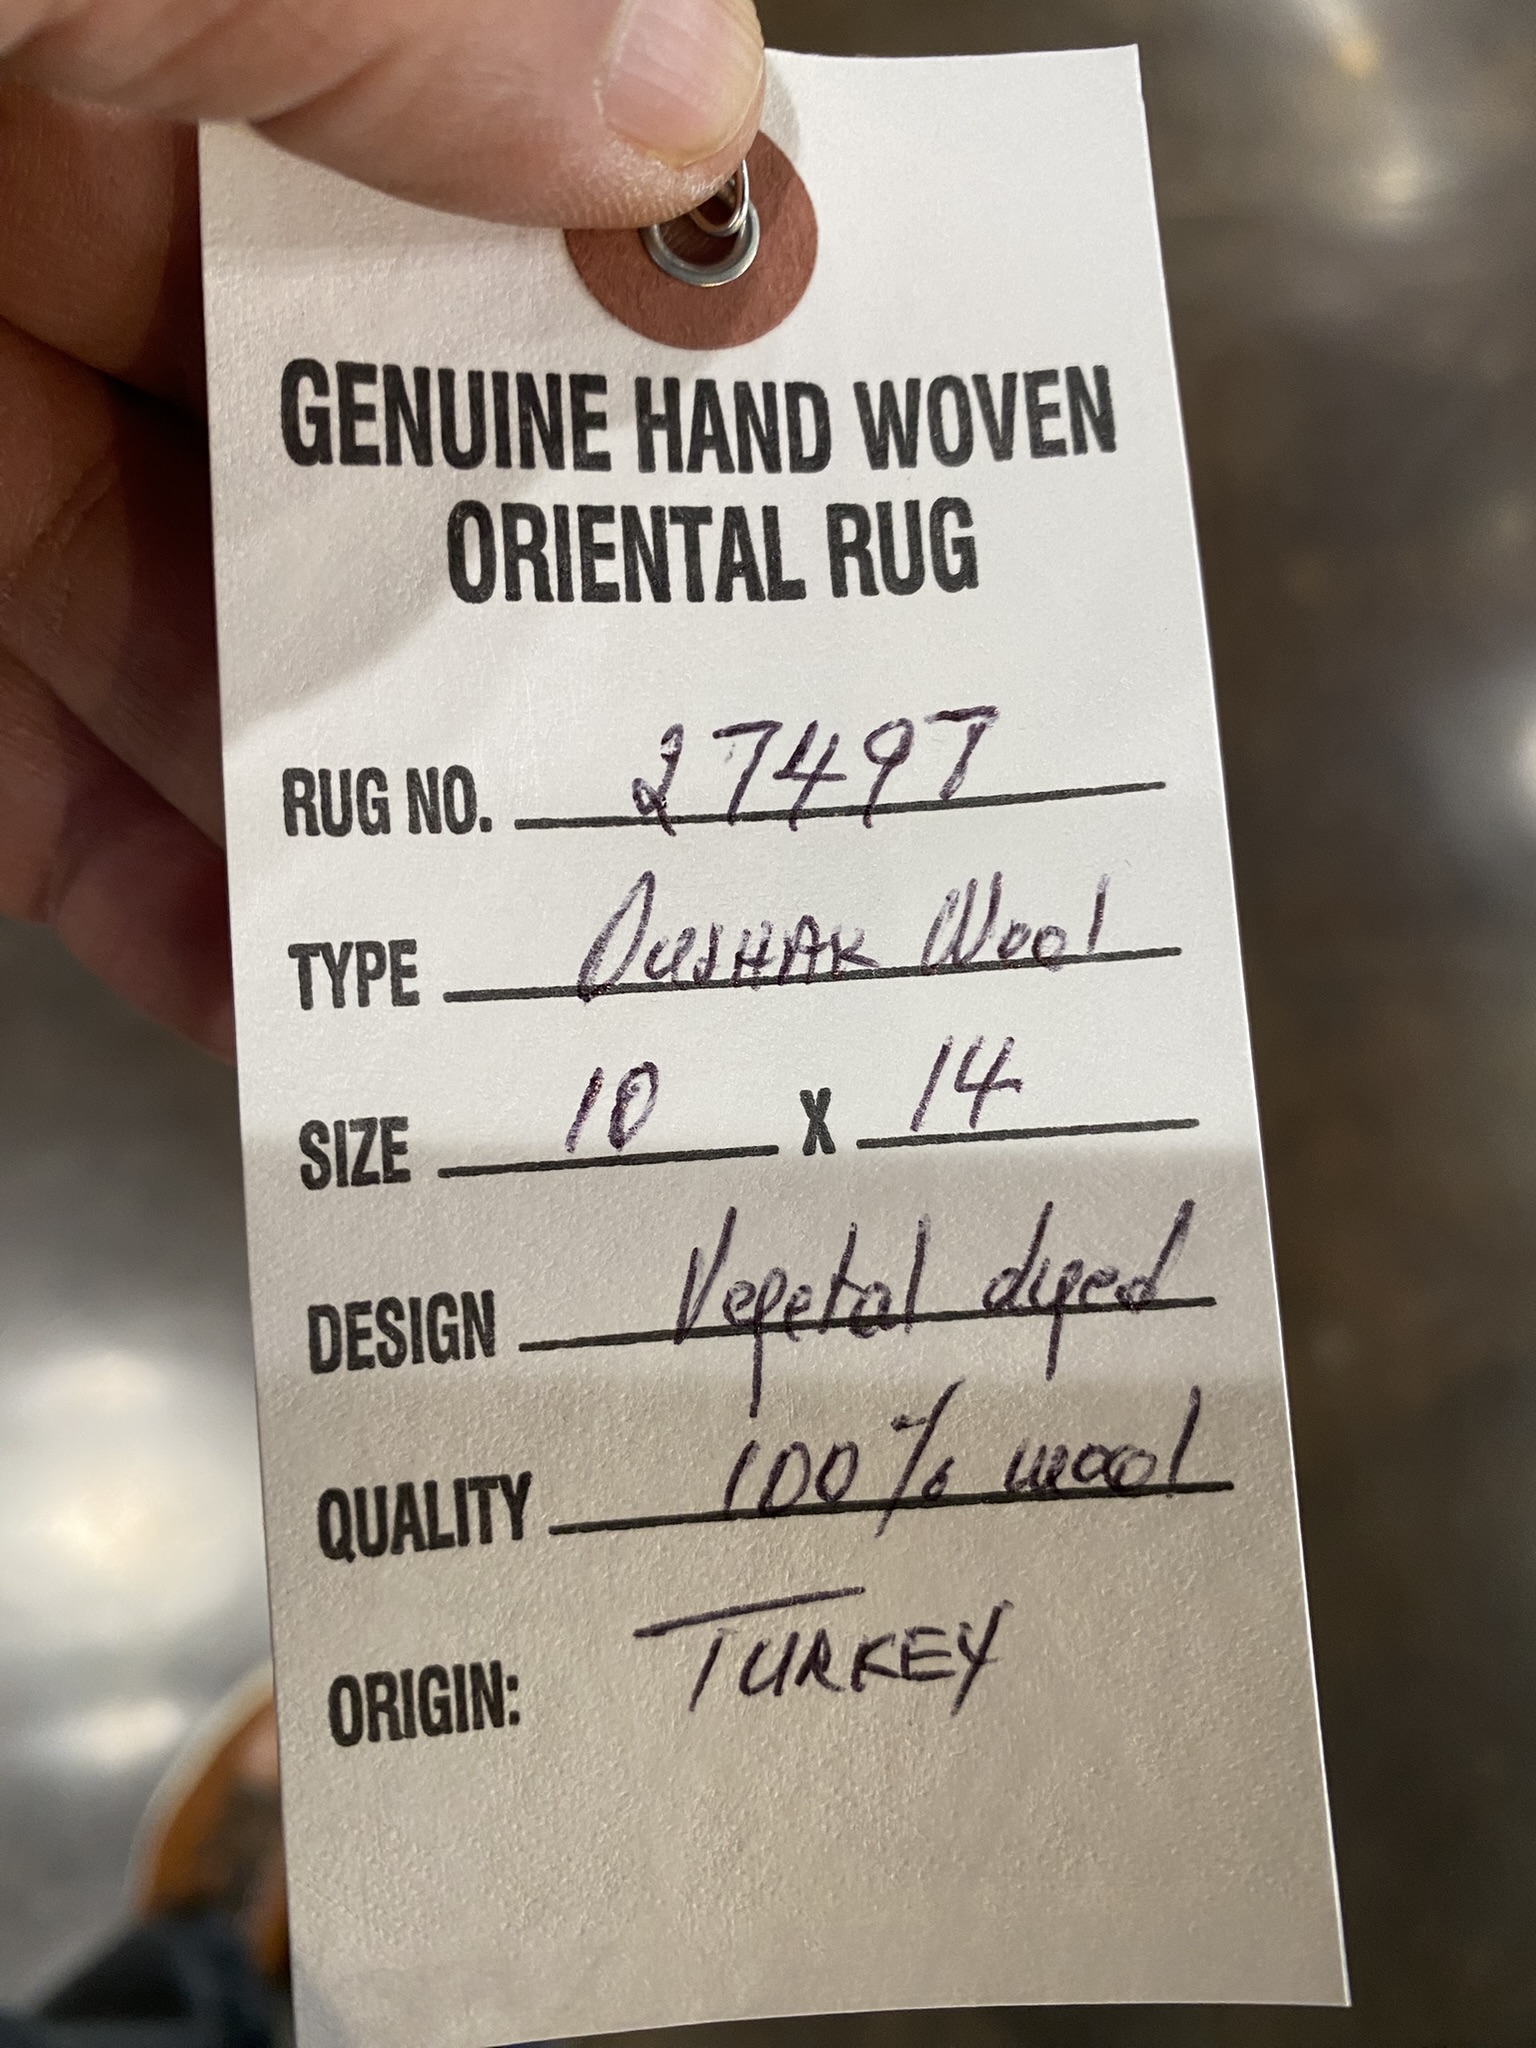 GENUINE HAND WOVEN
ORIENTAL RUG
RUG NO. 27497
TYPE Oushak Wool
SIZE 10 X 14
DESIGN Vegetal dyed
QUALITY 100% wool
ORIGIN: TURKEY